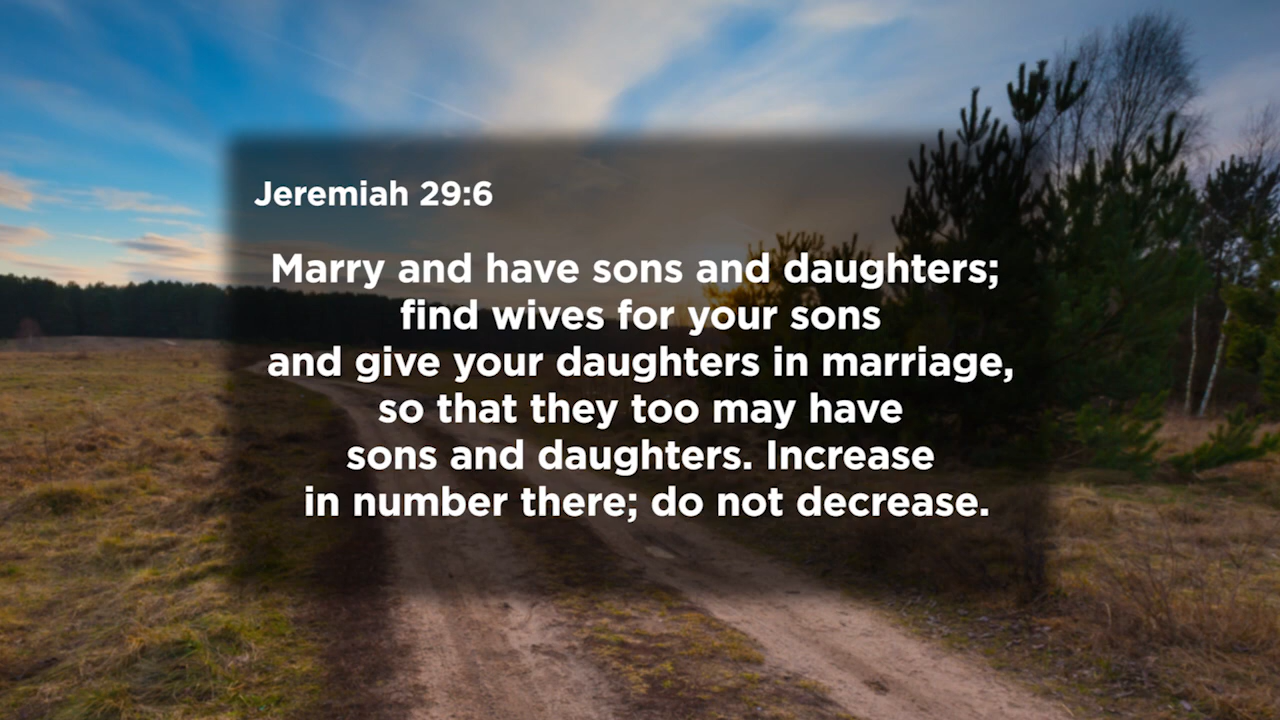 Jeremiah 29:6
Marry and have sons and daughters;
find wives for your sons
and give your daughters in marriage,
so that they too may have
sons and daughters. Increase
in number there; do not decrease.